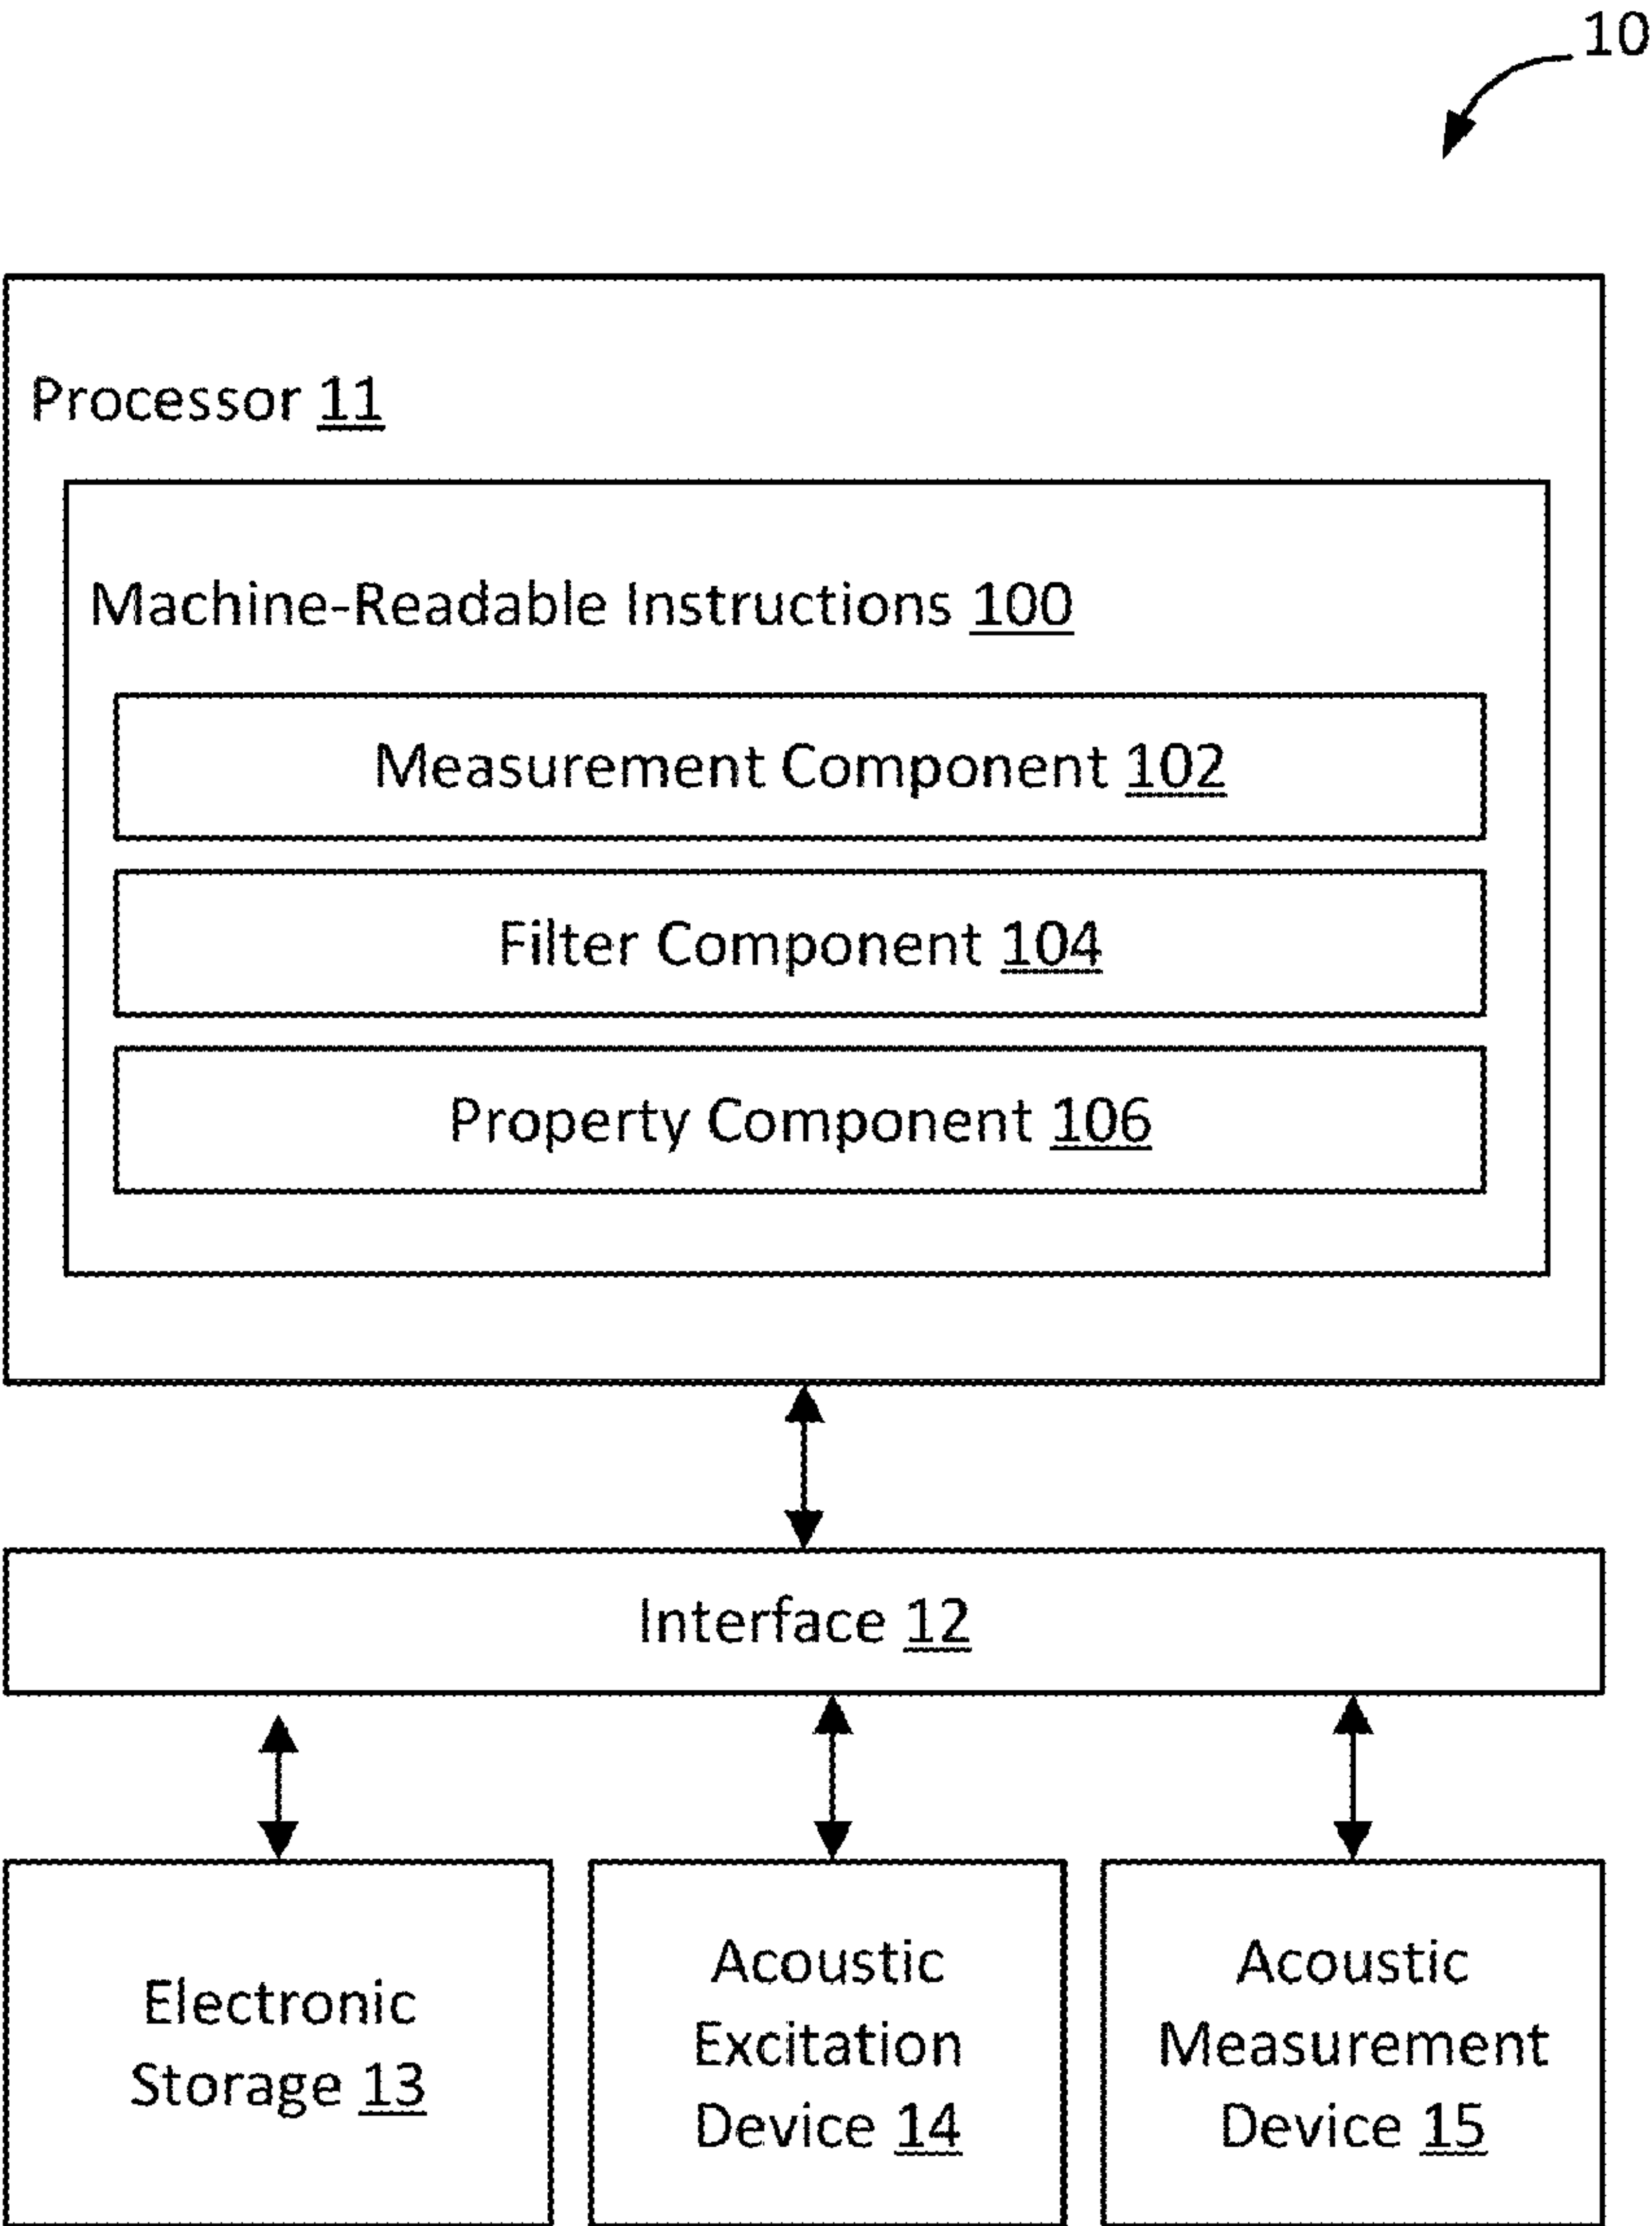 10
Processor 11
Machine-Readable Instructions 100
Measurement Component 102
Filter Component 104
Property Component 106
Interface 12
Electronic
Storage 13
Acoustic
Excitation
Device 14
Acoustic
Measurement
Device 15